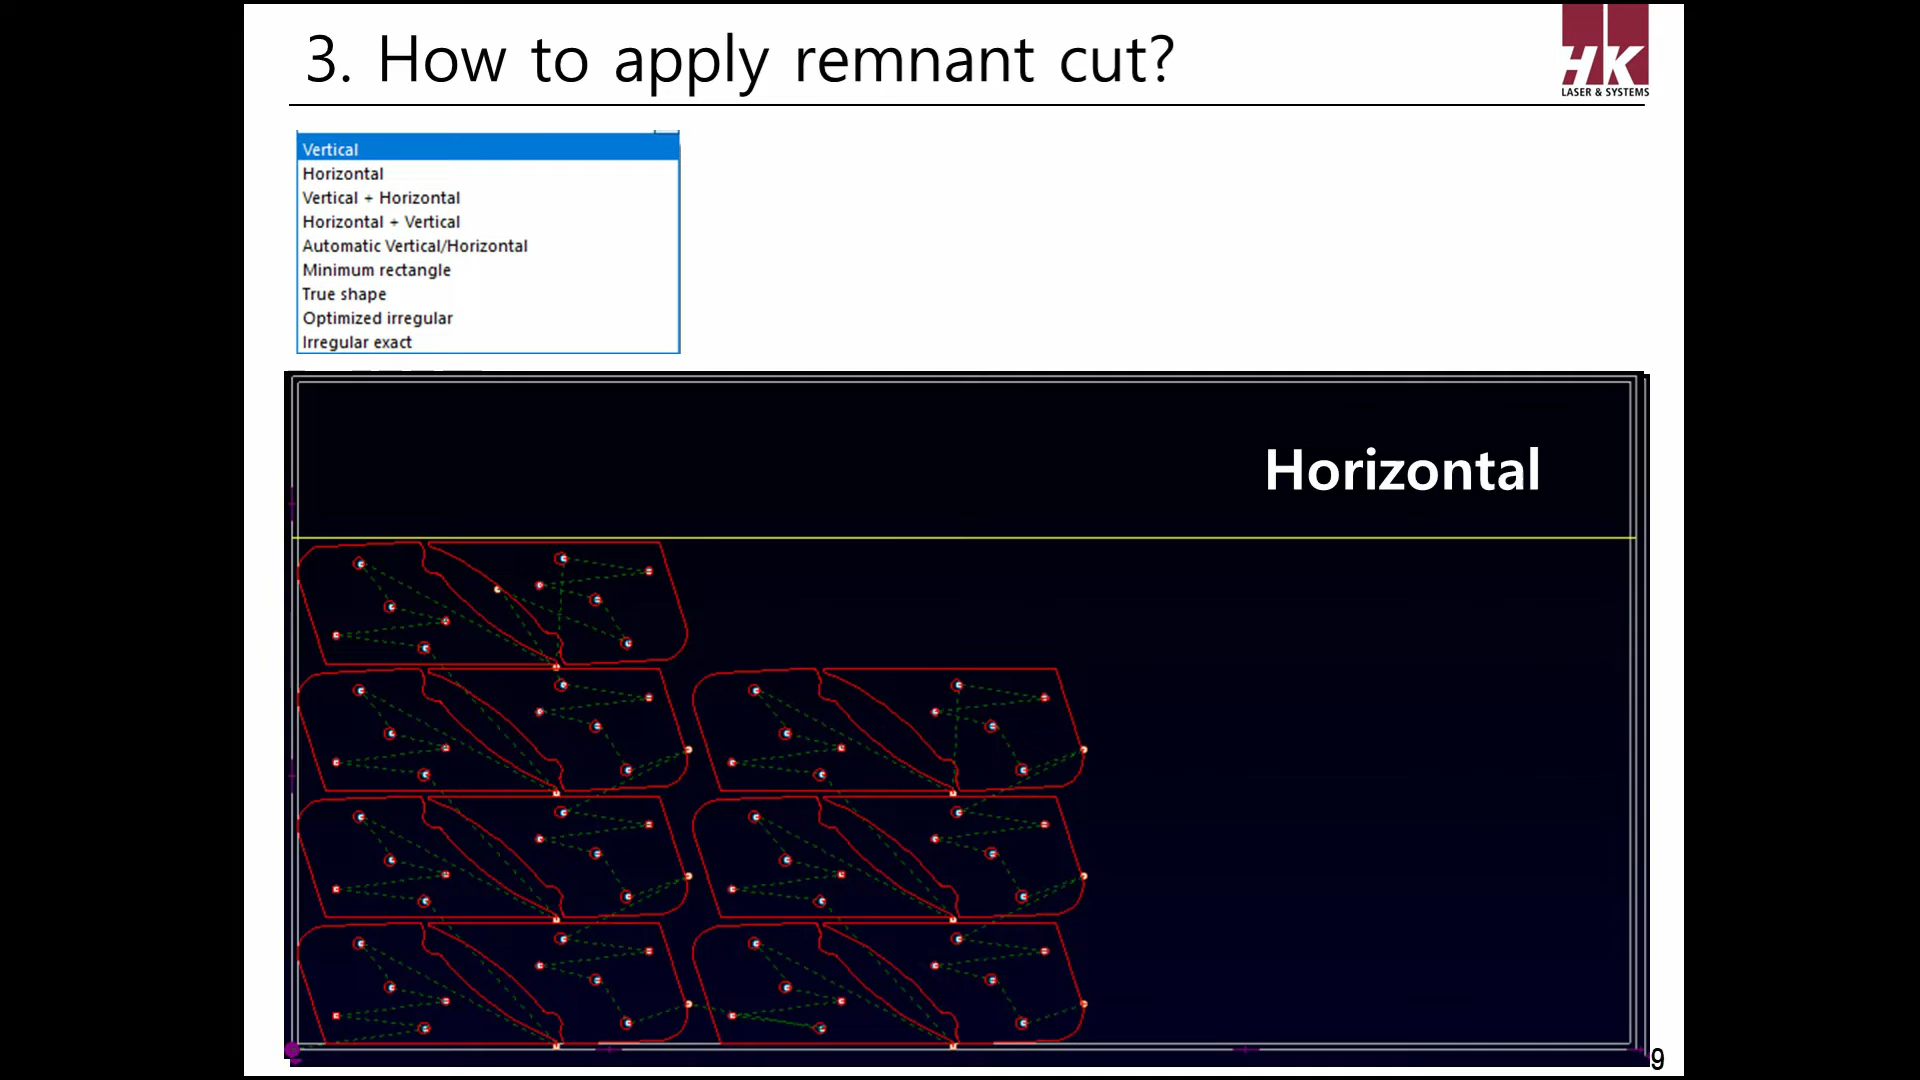 3. How to apply remnant cut?
HK
LASER & SYSTEMS
Vertical
Horizontal
Vertical + Horizontal
Horizontal + Vertical
Automatic Vertical/Horizontal
Minimum rectangle
True shape
Optimized irregular
Irregular exact
Horizontal
9